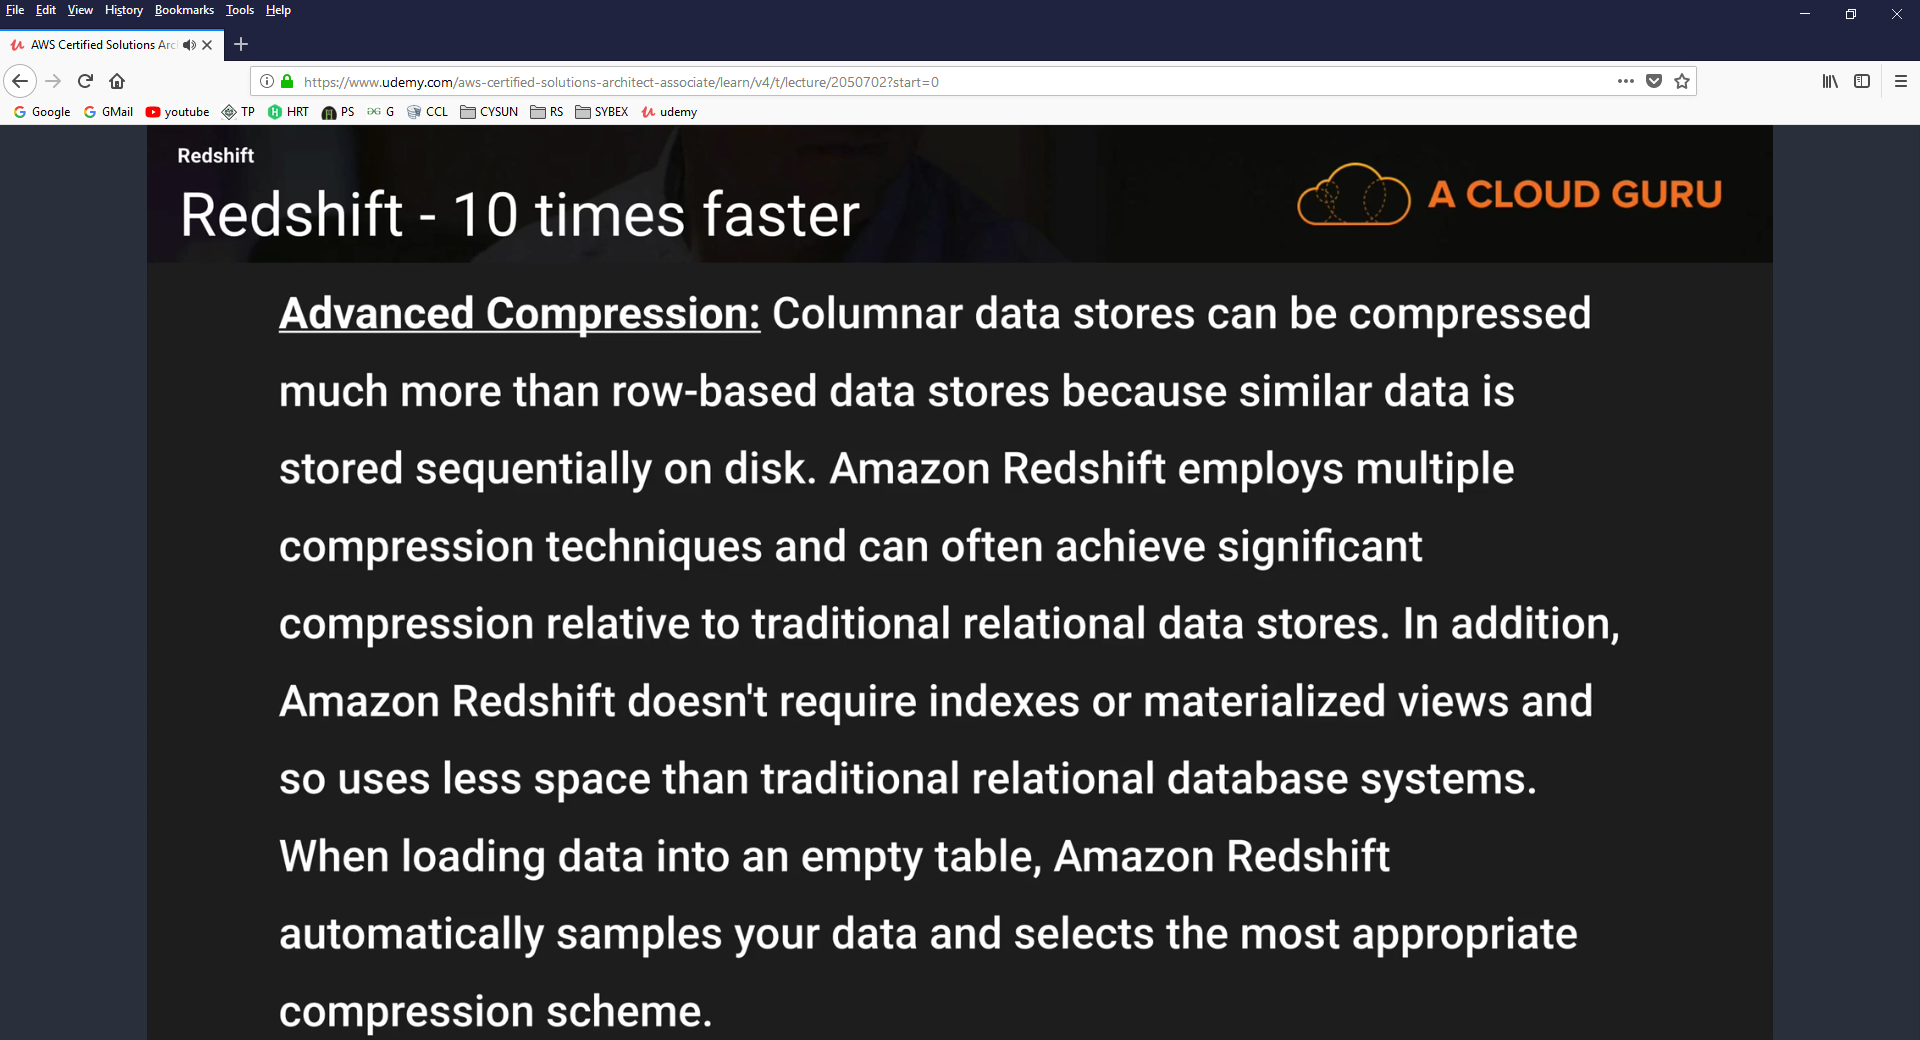 File Edit View History Bookmarks Tools Help
AWS Certified Solutions Arc
https://www.udemy.com/aws-certified-solutions-architect-associate/learn/v4/t/lecture/2050702?start=0
Google GMail youtube TP HRT PS G CCL CYSUN RS SYBEX udemy
Redshift
Redshift - 10 times faster
A CLOUD GURU
Advanced Compression: Columnar data stores can be compressed
much more than row-based data stores because similar data is
stored sequentially on disk. Amazon Redshift employs multiple
compression techniques and can often achieve significant
compression relative to traditional relational data stores. In addition,
Amazon Redshift doesn't require indexes or materialized views and
so uses less space than traditional relational database systems.
When loading data into an empty table, Amazon Redshift
automatically samples your data and selects the most appropriate
compression scheme.